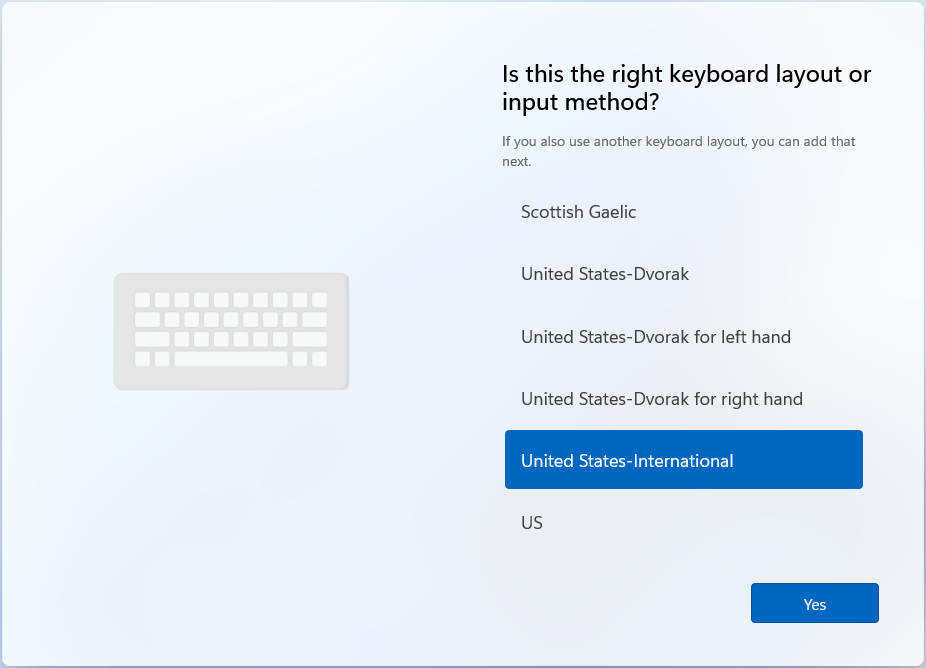 Is this the right keyboard layout or
input method?
If you also use another keyboard layout, you can add that
next.
Scottish Gaelic
United States-Dvorak
United States-Dvorak for left hand
United States-Dvorak for right hand
United States-International
US
Yes